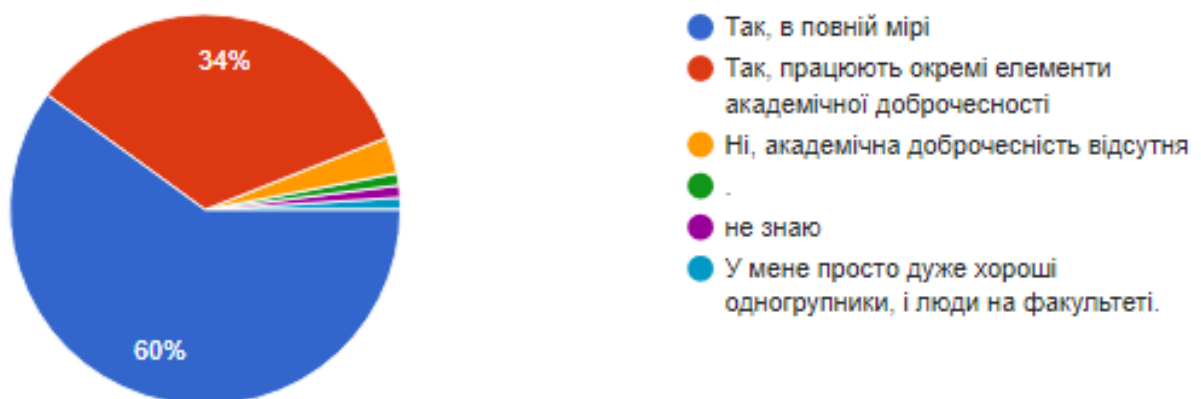 34%
60%
Так, в повній мірі
Так, працюють окремі елементи
академічної доброчесності
Ні, академічна доброчесність відсутня
.
не знаю
У мене просто дуже хороші
одногрупники, і люди на факультеті.